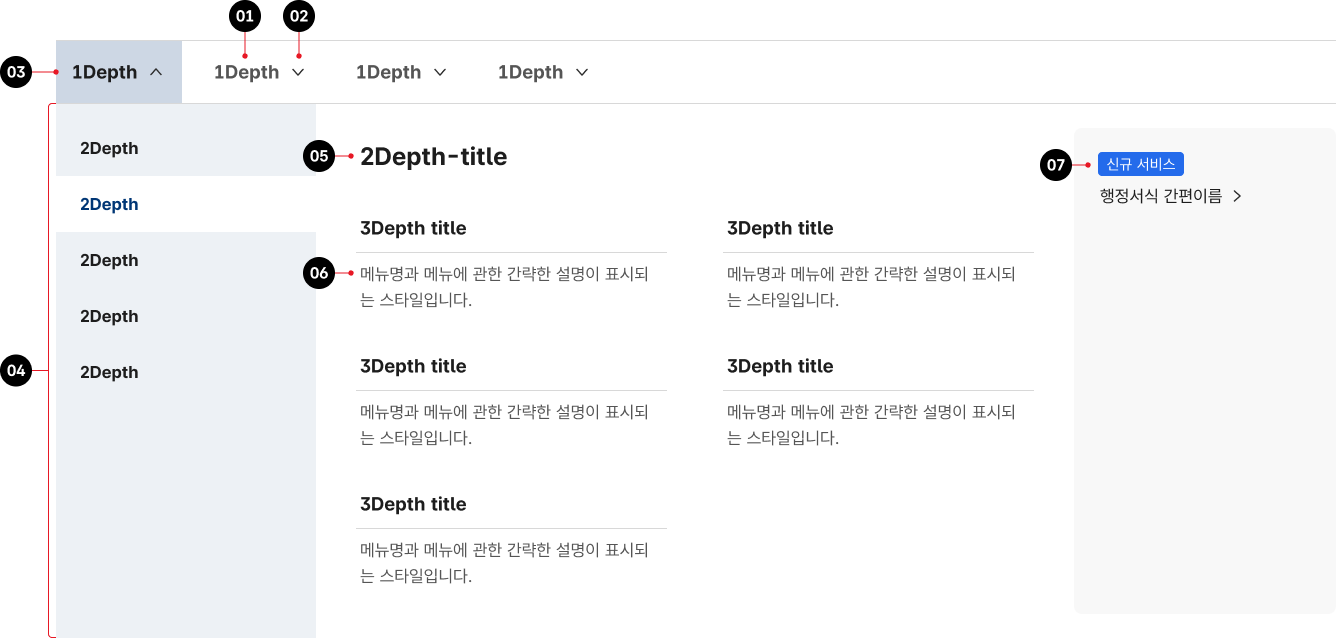 01
02
03
1Depth
1Depth
1Depth
1Depth
04
2Depth
2Depth
2Depth
2Depth
2Depth
05
2Depth-title
3Depth title
06
메뉴명과 메뉴에 관한 간략한 설명이 표시되
는 스타일입니다.
3Depth title
메뉴명과 메뉴에 관한 간략한 설명이 표시되
는 스타일입니다.
3Depth title
메뉴명과 메뉴에 관한 간략한 설명이 표시되
는 스타일입니다.
3Depth title
메뉴명과 메뉴에 관한 간략한 설명이 표시되
는 스타일입니다.
3Depth title
메뉴명과 메뉴에 관한 간략한 설명이 표시되
는 스타일입니다.
07
신규 서비스
행정서식 간편이름